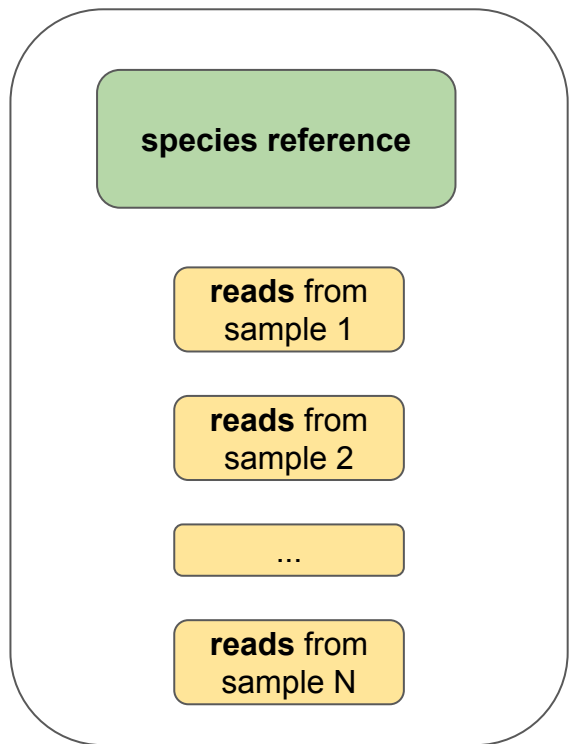 species reference
reads from
sample 1
reads from
sample 2
...
reads from
sample N